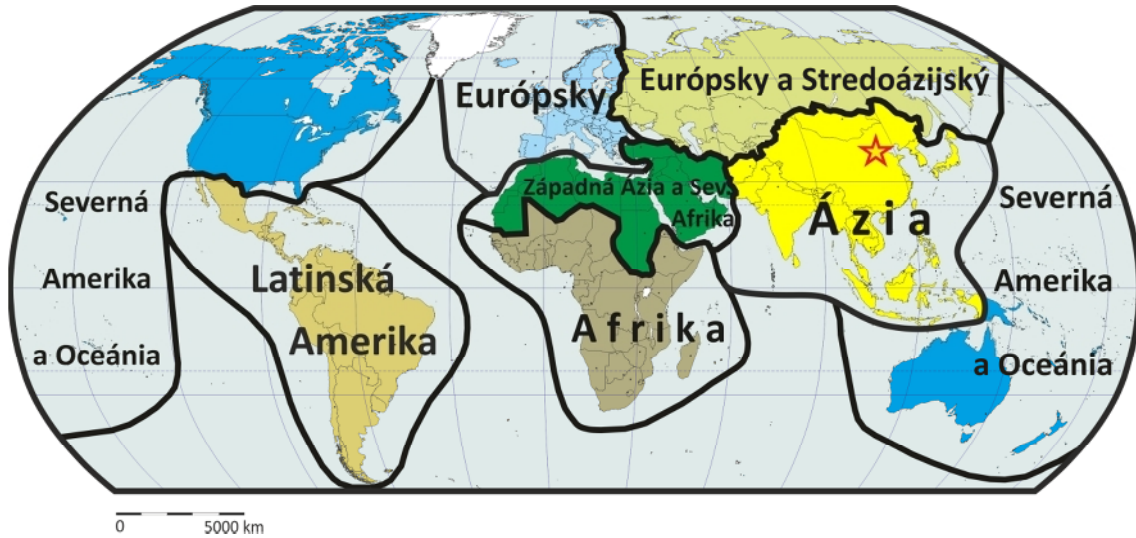 Európsky
Európsky a Stredoázijský
Západná Ázia a Sev.
Afrika
Ázia
Severná
Amerika
a Oceánia
Latinská
Amerika
Afrika
Severná
Amerika
a Oceánia
0 5000 km